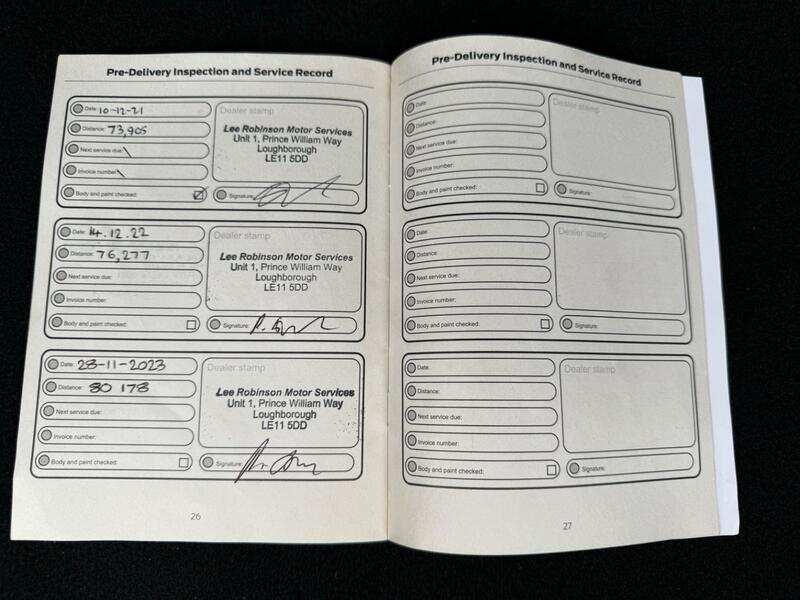 Pre-Delivery Inspection and Service Record
Date: 10-12-21
Distance: 73,905
Next service due: \
Invoice number: \
Body and paint checked:
Dealer stamp
Lee Robinson Motor Services
Unit 1, Prince William Way
Loughborough
LE11 5DD
Signature:
Date: 14.12.22
Distance: 76,277
Next service due:
Invoice number:
Body and paint checked:
Dealer stamp
Lee Robinson Motor Services
Unit 1, Prince William Way
Loughborough
LE11 5DD
Signature:
Date: 28-11-2023
Distance: 80 178
Next service due:
Invoice number:
Body and paint checked:
Dealer stamp
Lee Robinson Motor Services
Unit 1, Prince William Way
Loughborough
LE11 5DD
Signature:
26
Pre-Delivery Inspection and Service Record
Date:
Distance:
Next service due:
Invoice number:
Body and paint checked:
Dealer stamp
Signature:
Date:
Distance:
Next service due:
Invoice number:
Body and paint checked:
Dealer stamp
Signature:
Date:
Distance:
Next service due:
Invoice number:
Body and paint checked:
Dealer stamp
Signature:
27